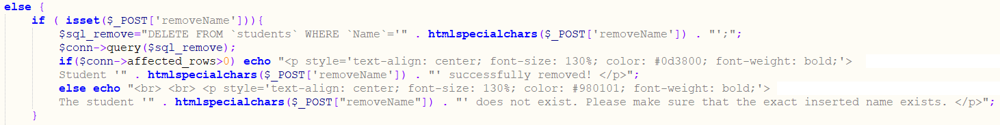 else {
if ( isset($_POST['removeName'])){
$sql_remove="DELETE FROM `students` WHERE `Name`='" . htmlspecialchars($_POST['removeName']) . "';";
$conn->query($sql_remove);
if($conn->affected_rows>0) echo "<p style='text-align: center; font-size: 130%; color: #0d3800; font-weight: bold;'>
Student '" . htmlspecialchars($_POST['removeName']) . "' successfully removed! </p>";
else echo "<br> <br> <p style='text-align: center; font-size: 130%; color: #980101; font-weight: bold;'>
The student '" . htmlspecialchars($_POST["removeName"]) . "' does not exist. Please make sure that the exact inserted name exists. </p>";
}